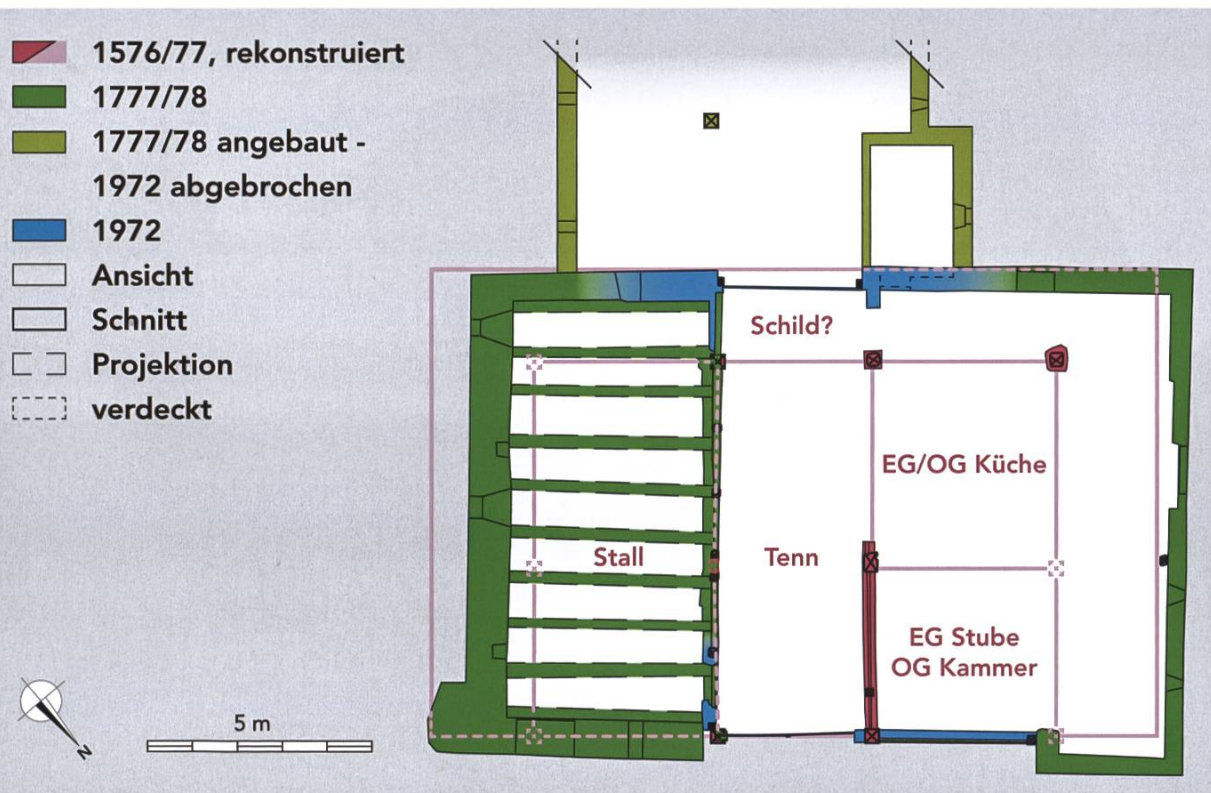 1576/77, rekonstruiert
1777/78
1777/78 angebaut -
1972 abgebrochen
1972
Ansicht
Schnitt
Projektion
verdeckt
Schild?
EG/OG Küche
Stall
Tenn
EG Stube
OG Kammer
5 m
N